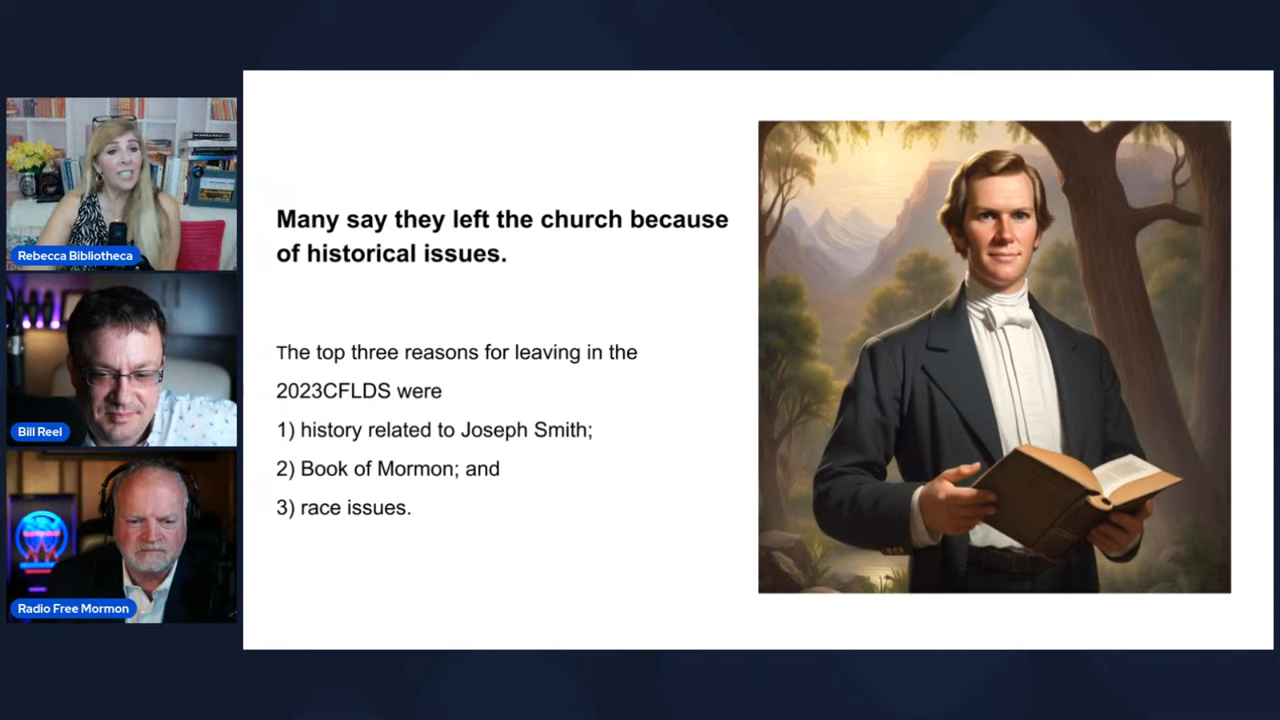 Rebecca Bibliotheca
Bill Reel
Radio Free Mormon
Many say they left the church because
of historical issues.
The top three reasons for leaving in the
2023CFLDS were
1) history related to Joseph Smith;
2) Book of Mormon; and
3) race issues.